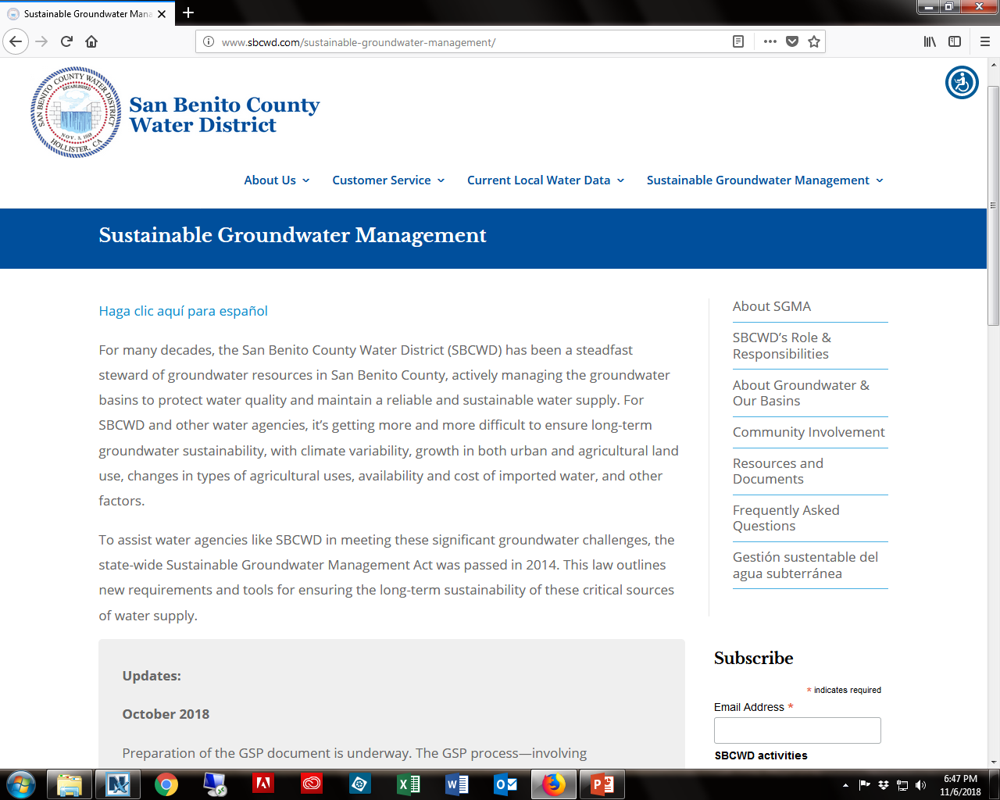 Sustainable Groundwater Mana
www.sbcwd.com/sustainable-groundwater-management/
SAN BENITO COUNTY WATER DISTRICT
ESTABLISHED
NOV. 3, 1953
HOLLISTER, CA
San Benito County
Water District
About Us
Customer Service
Current Local Water Data
Sustainable Groundwater Management
Sustainable Groundwater Management
Haga clic aquí para español
For many decades, the San Benito County Water District (SBCWD) has been a steadfast
steward of groundwater resources in San Benito County, actively managing the groundwater
basins to protect water quality and maintain a reliable and sustainable water supply. For
SBCWD and other water agencies, it’s getting more and more difficult to ensure long-term
groundwater sustainability, with climate variability, growth in both urban and agricultural land
use, changes in types of agricultural uses, availability and cost of imported water, and other
factors.
To assist water agencies like SBCWD in meeting these significant groundwater challenges, the
state-wide Sustainable Groundwater Management Act was passed in 2014. This law outlines
new requirements and tools for ensuring the long-term sustainability of these critical sources
of water supply.
Updates:
October 2018
Preparation of the GSP document is underway. The GSP process—involving
About SGMA
SBCWD’s Role &
Responsibilities
About Groundwater &
Our Basins
Community Involvement
Resources and
Documents
Frequently Asked
Questions
Gestión sustentable del
agua subterránea
Subscribe
* indicates required
Email Address *
SBCWD activities
6:47 PM
11/6/2018